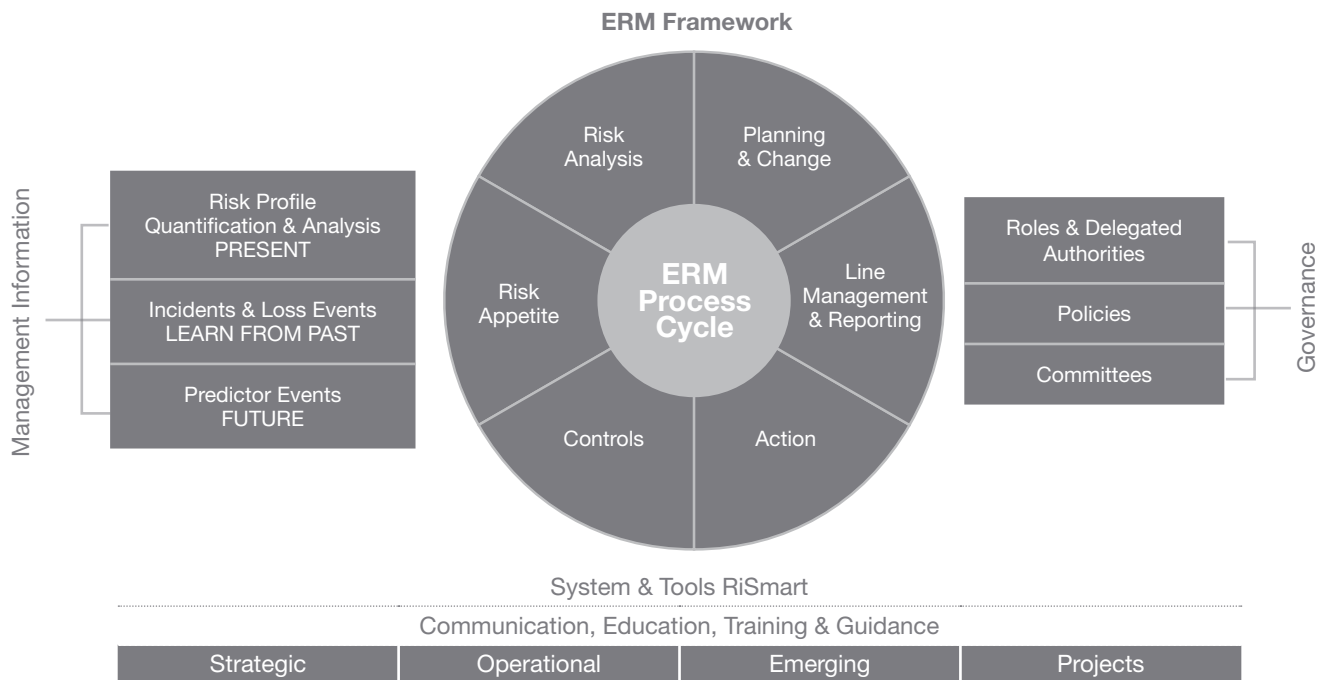 ERM Framework
Management Information
Risk Profile
Quantification & Analysis
PRESENT
Incidents & Loss Events
LEARN FROM PAST
Predictor Events
FUTURE
Risk
Analysis
Planning
& Change
Risk
Appetite
ERM
Process
Cycle
Line
Management
& Reporting
Controls
Action
Roles & Delegated
Authorities
Policies
Committees
Governance
System & Tools RiSmart
Communication, Education, Training & Guidance
Strategic
Operational
Emerging
Projects